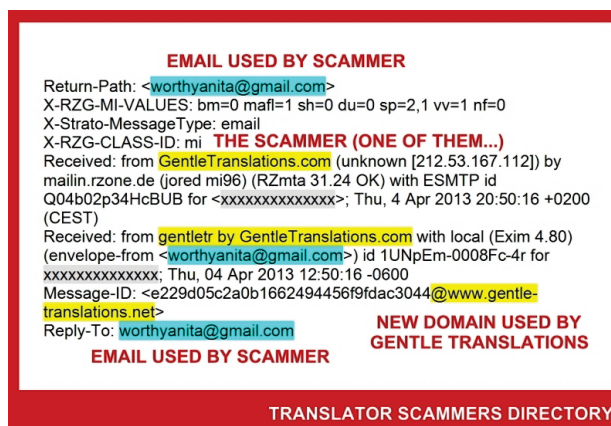 EMAIL USED BY SCAMMER
Return-Path: <worthyanita@gmail.com>
X-RZG-MI-VALUES: bm=0 mafl=1 sh=0 du=0 sp=2,1 vv=1 nf=0
X-Strato-MessageType: email
X-RZG-CLASS-ID: mi THE SCAMMER (ONE OF THEM...)
Received: from GentleTranslations.com (unknown [212.53.167.112]) by
mailin.rzone.de (jored mi96) (RZmta 31.24 OK) with ESMTP id
Q04b02p34HcBUB for <xxxxxxxxxxxxxx>; Thu, 4 Apr 2013 20:50:16 +0200
(CEST)
Received: from gentletr by GentleTranslations.com with local (Exim 4.80)
(envelope-from <worthyanita@gmail.com>) id 1UNpEm-0008Fc-4r for
xxxxxxxxxxxxxx; Thu, 04 Apr 2013 12:50:16 -0600
Message-ID: <e229d05c2a0b1662494456f9fdac3044@www.gentle-
translations.net>
Reply-To: worthyanita@gmail.com
NEW DOMAIN USED BY
GENTLE TRANSLATIONS
EMAIL USED BY SCAMMER
TRANSLATOR SCAMMERS DIRECTORY